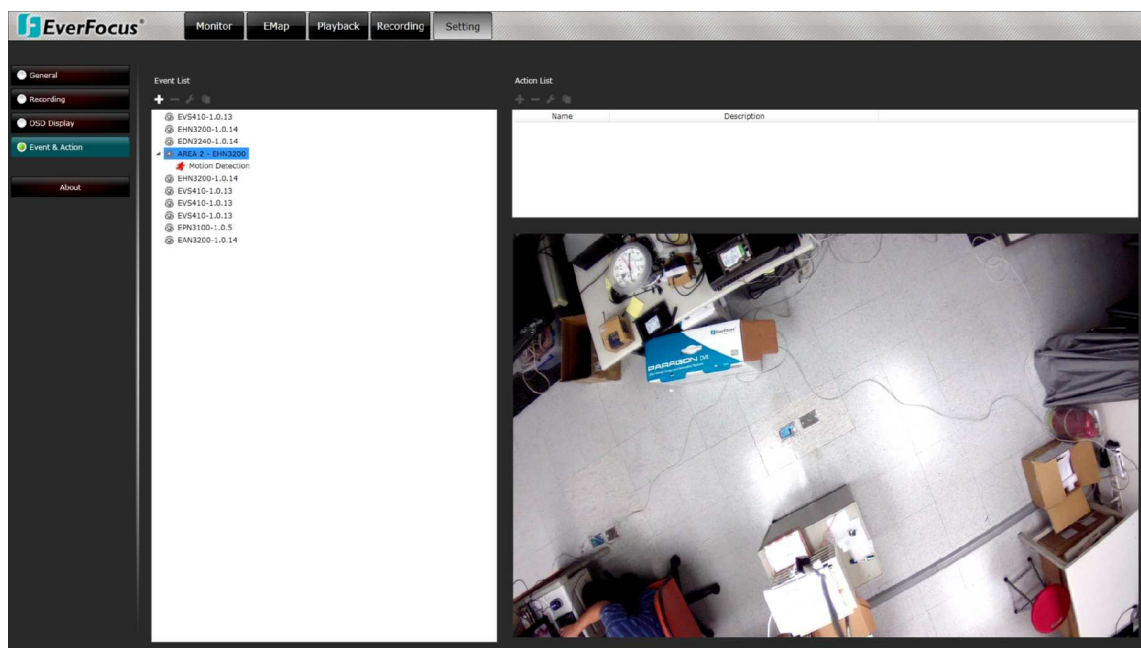 EverFocus®
Monitor EMap Playback Recording Setting
General
Recording
OSD Display
Event & Action
About
Event List
EVS410-1.0.13
EHN3200-1.0.14
EDN3240-1.0.14
AREA 2 - EHN3200
Motion Detection
EHN3200-1.0.14
EVS410-1.0.13
EVS410-1.0.13
EVS410-1.0.13
EPN3100-1.0.5
EAN3200-1.0.14
Action List
Name Description
EverFocus
PARAGON